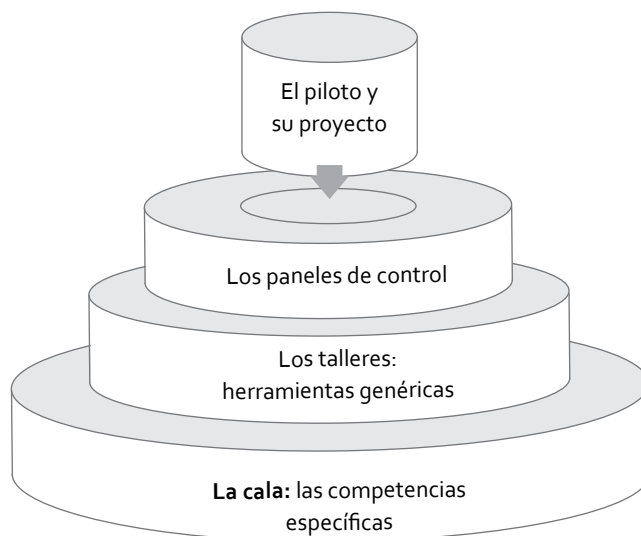 El piloto y
su proyecto
Los paneles de control
Los talleres:
herramientas genéricas
La cala: las competencias
específicas